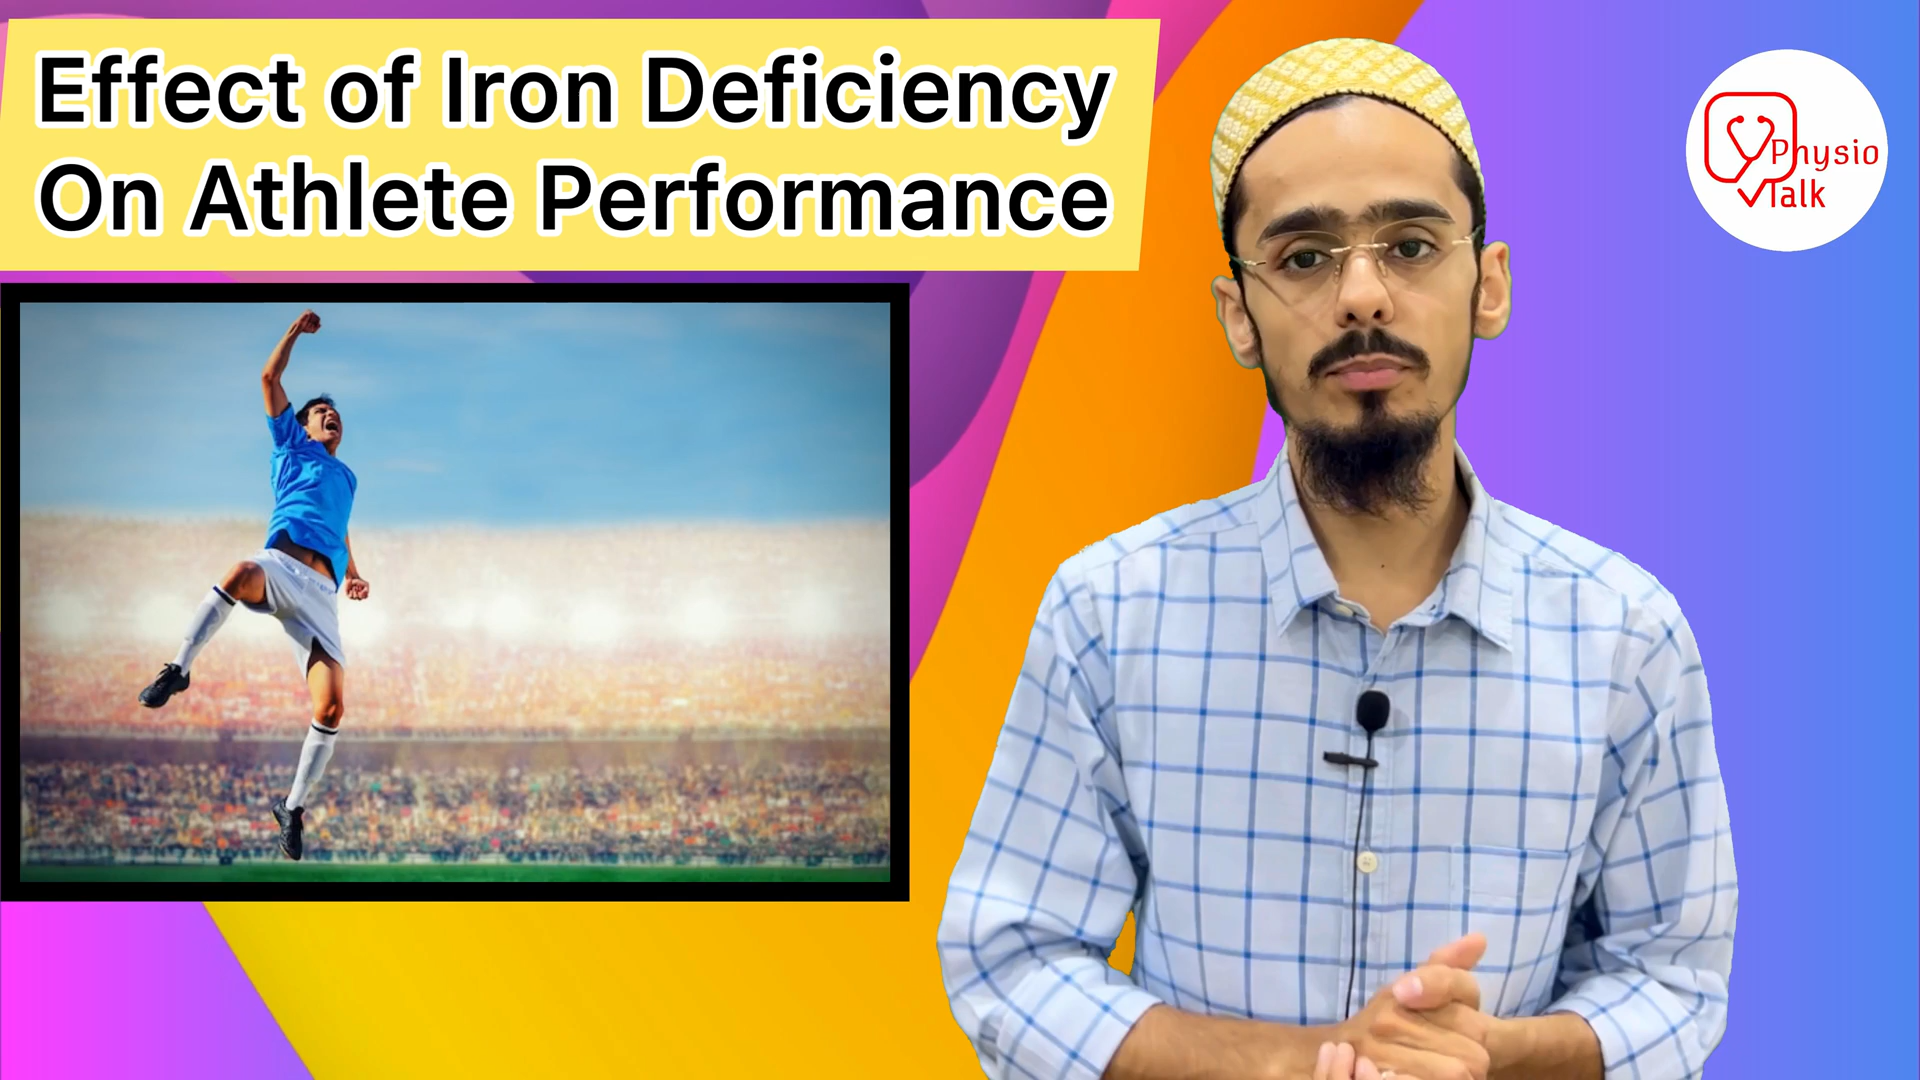 Effect of Iron Deficiency
On Athlete Performance
Physio
Talk